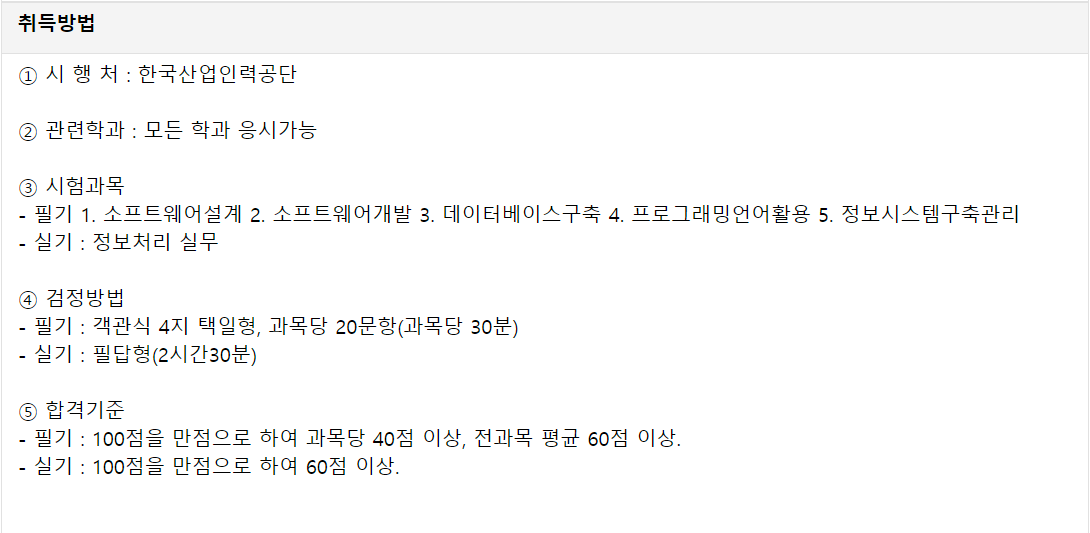 취득방법
① 시 행 처 : 한국산업인력공단
② 관련학과 : 모든 학과 응시가능
③ 시험과목
- 필기 1. 소프트웨어설계 2. 소프트웨어개발 3. 데이터베이스구축 4. 프로그래밍언어활용 5. 정보시스템구축관리
- 실기 : 정보처리 실무
④ 검정방법
- 필기 : 객관식 4지 택일형, 과목당 20문항(과목당 30분)
- 실기 : 필답형(2시간30분)
⑤ 합격기준
- 필기 : 100점을 만점으로 하여 과목당 40점 이상, 전과목 평균 60점 이상.
- 실기 : 100점을 만점으로 하여 60점 이상.